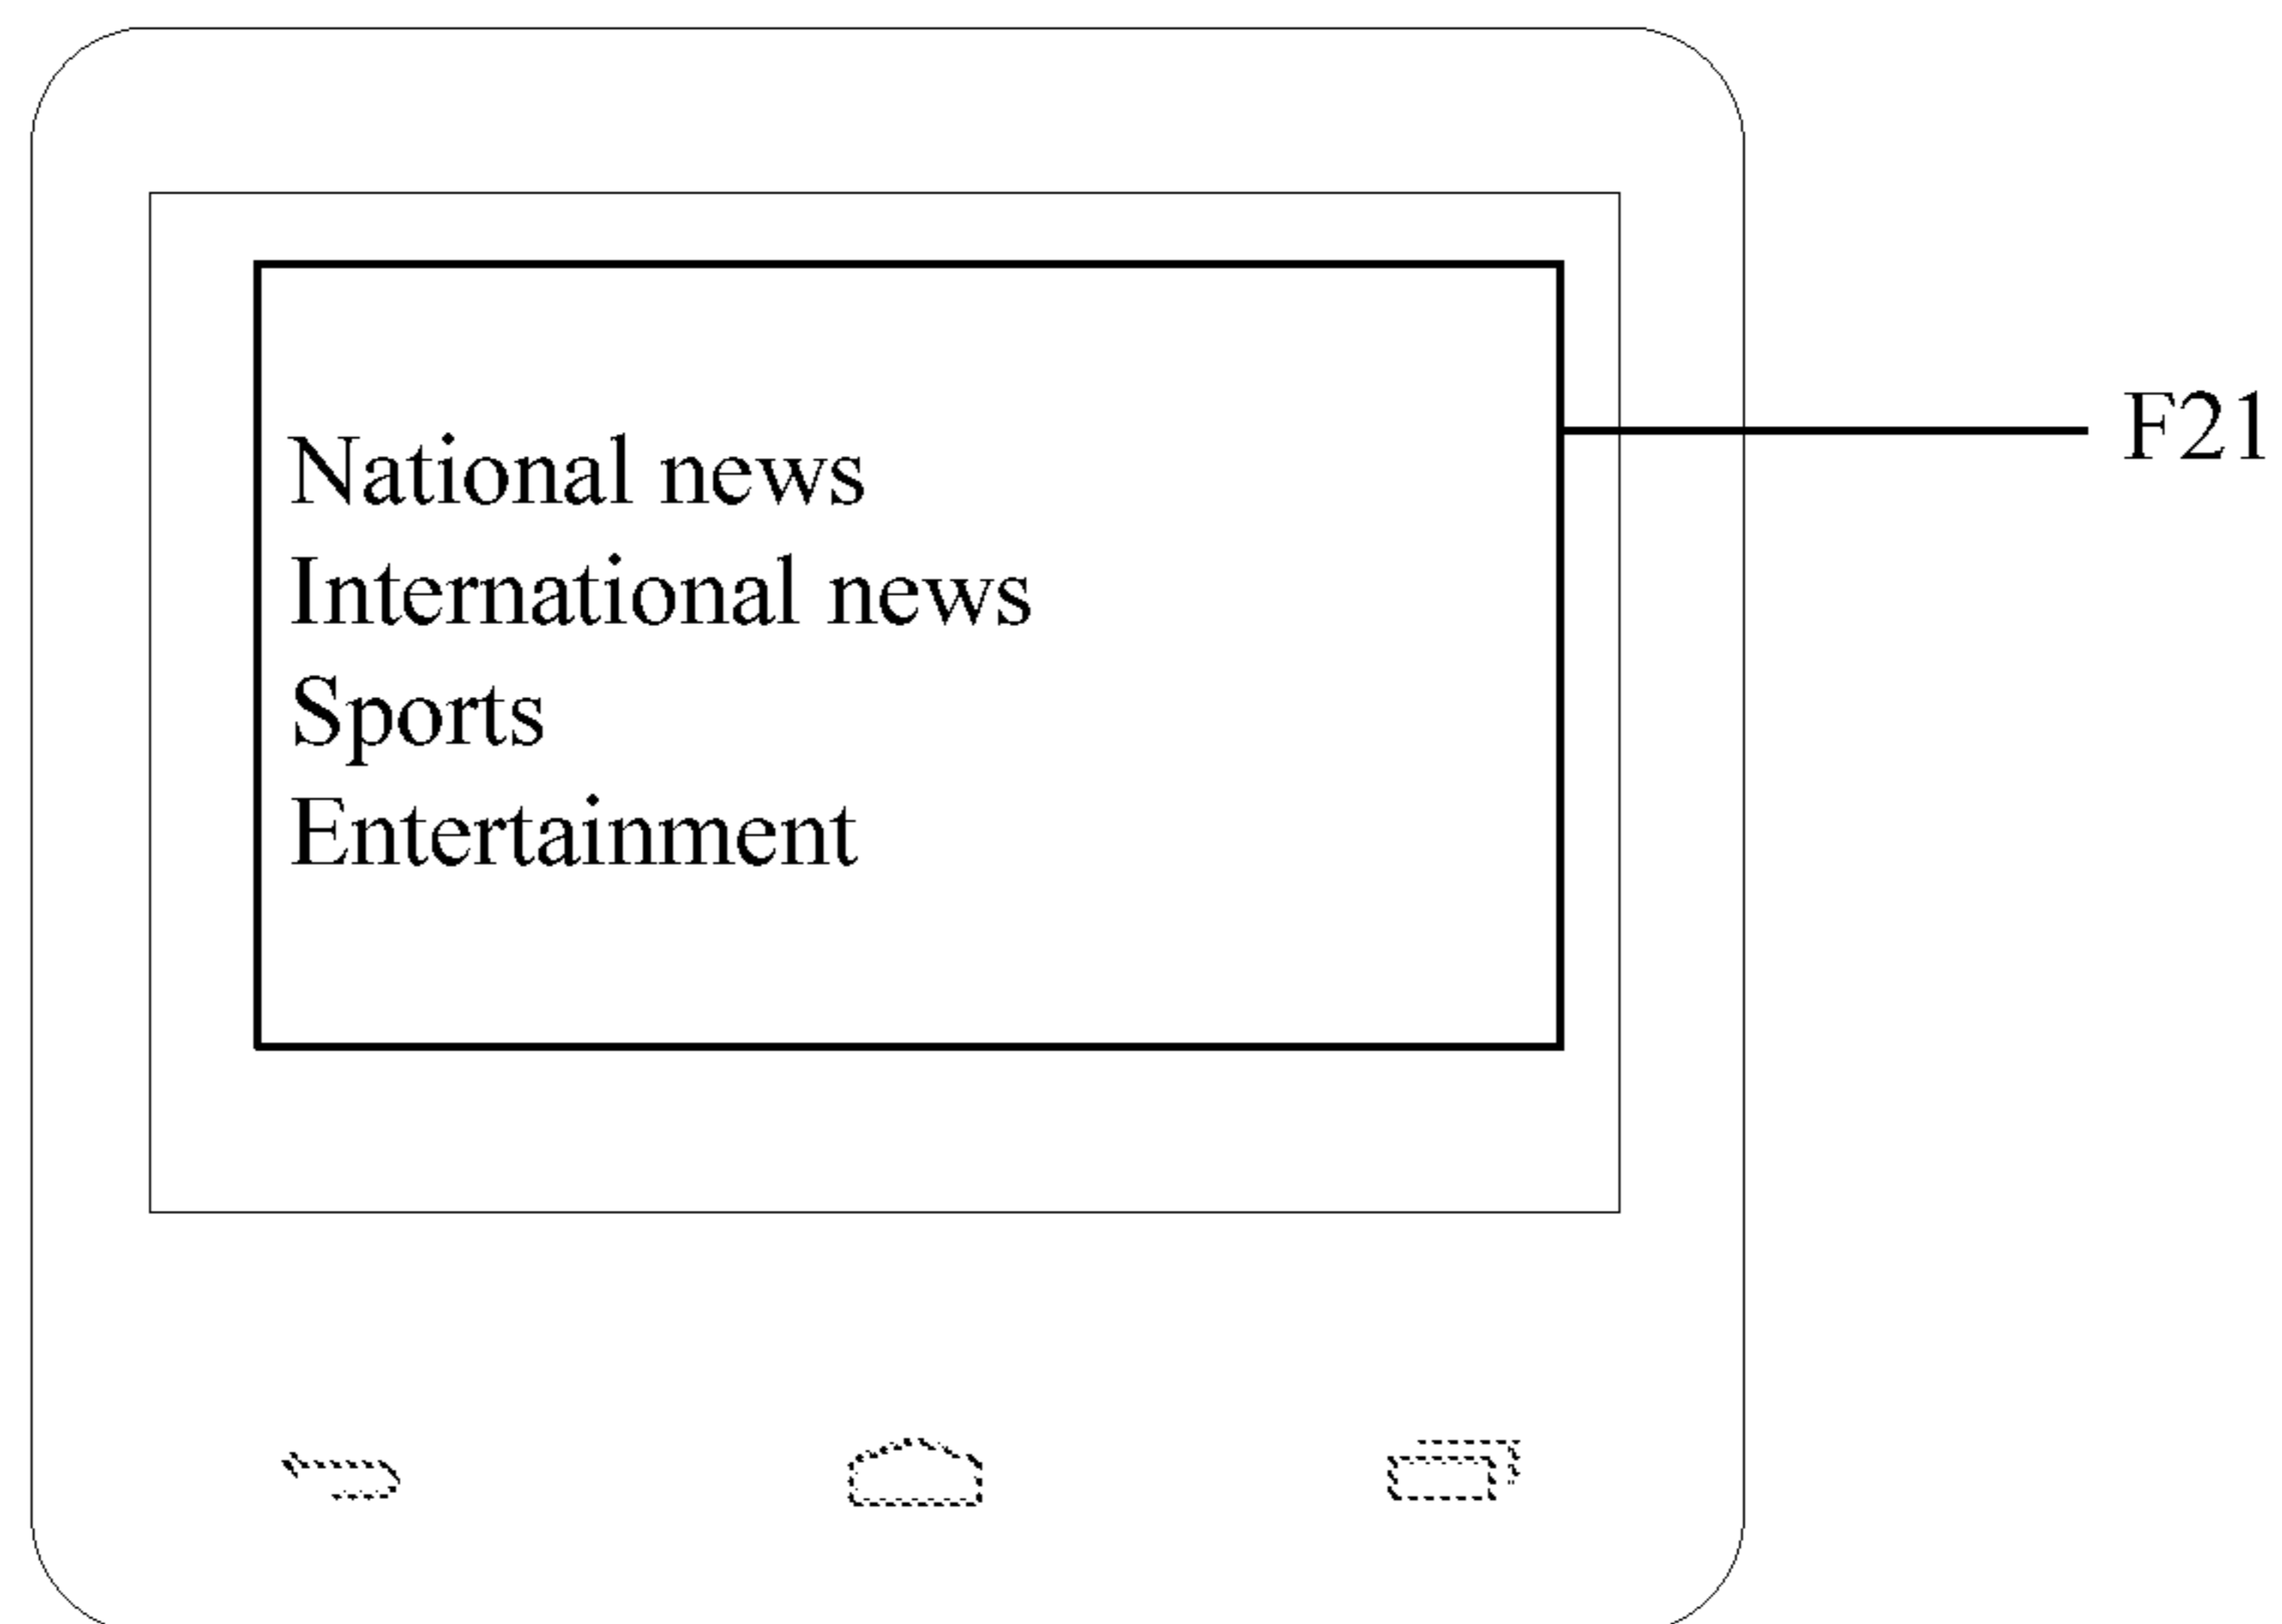 F21
National news
International news
Sports
Entertainment